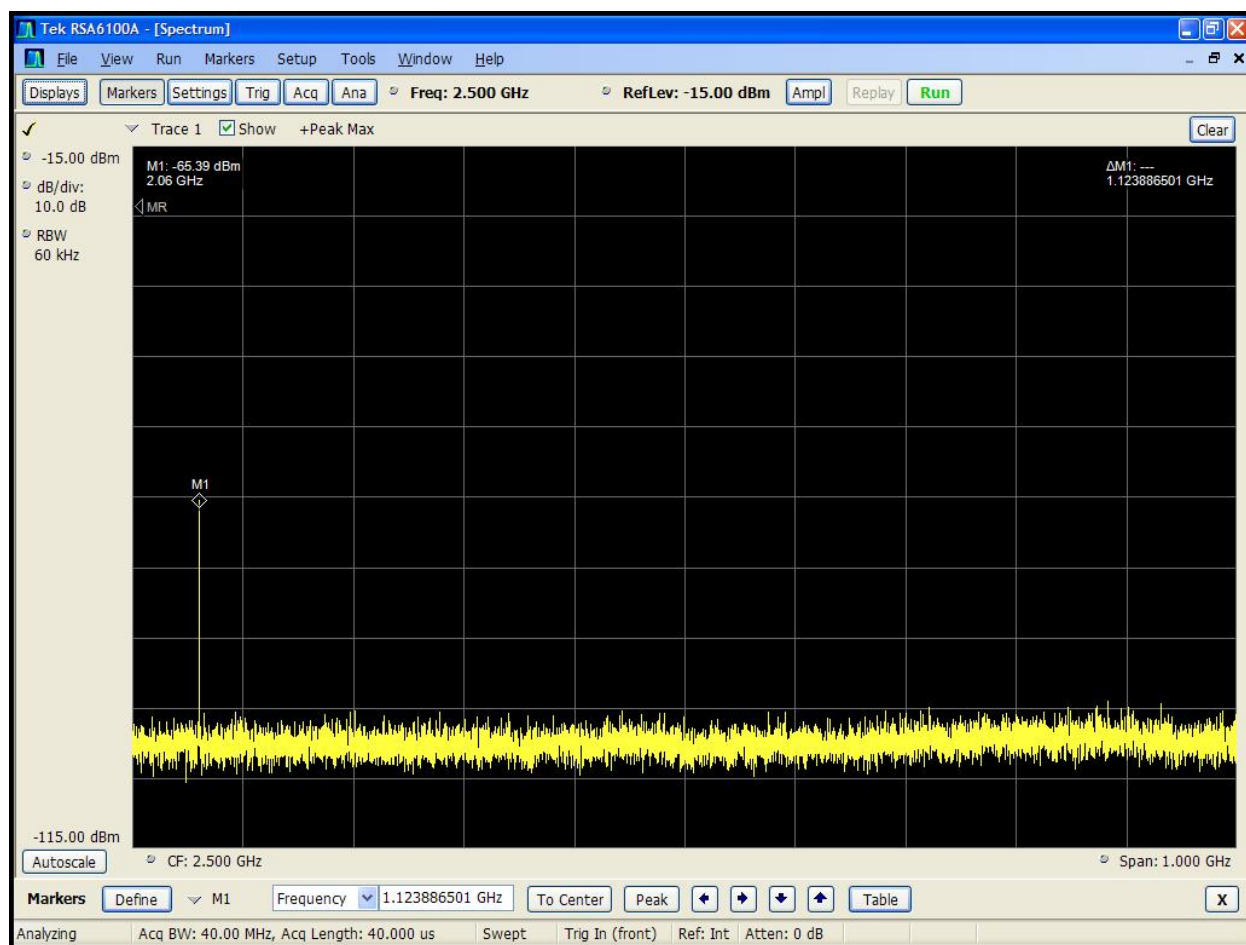 Tek RSA6100A - [Spectrum]
File View Run Markers Setup Tools Window Help
Displays Markers Settings Trig Acq Ana Freq: 2.500 GHz RefLev: -15.00 dBm Ampl Replay Run
Trace 1 Show +Peak Max Clear
-15.00 dBm
dB/div:
10.0 dB
RBW
60 kHz
M1: -65.39 dBm
2.06 GHz
MR
ΔM1: ---
1.123886501 GHz
M1
-115.00 dBm
Autoscale CF: 2.500 GHz Span: 1.000 GHz
Markers Define M1 Frequency 1.123886501 GHz To Center Peak Table X
Analyzing Acq BW: 40.00 MHz, Acq Length: 40.000 us Swept Trig In (front) Ref: Int Atten: 0 dB